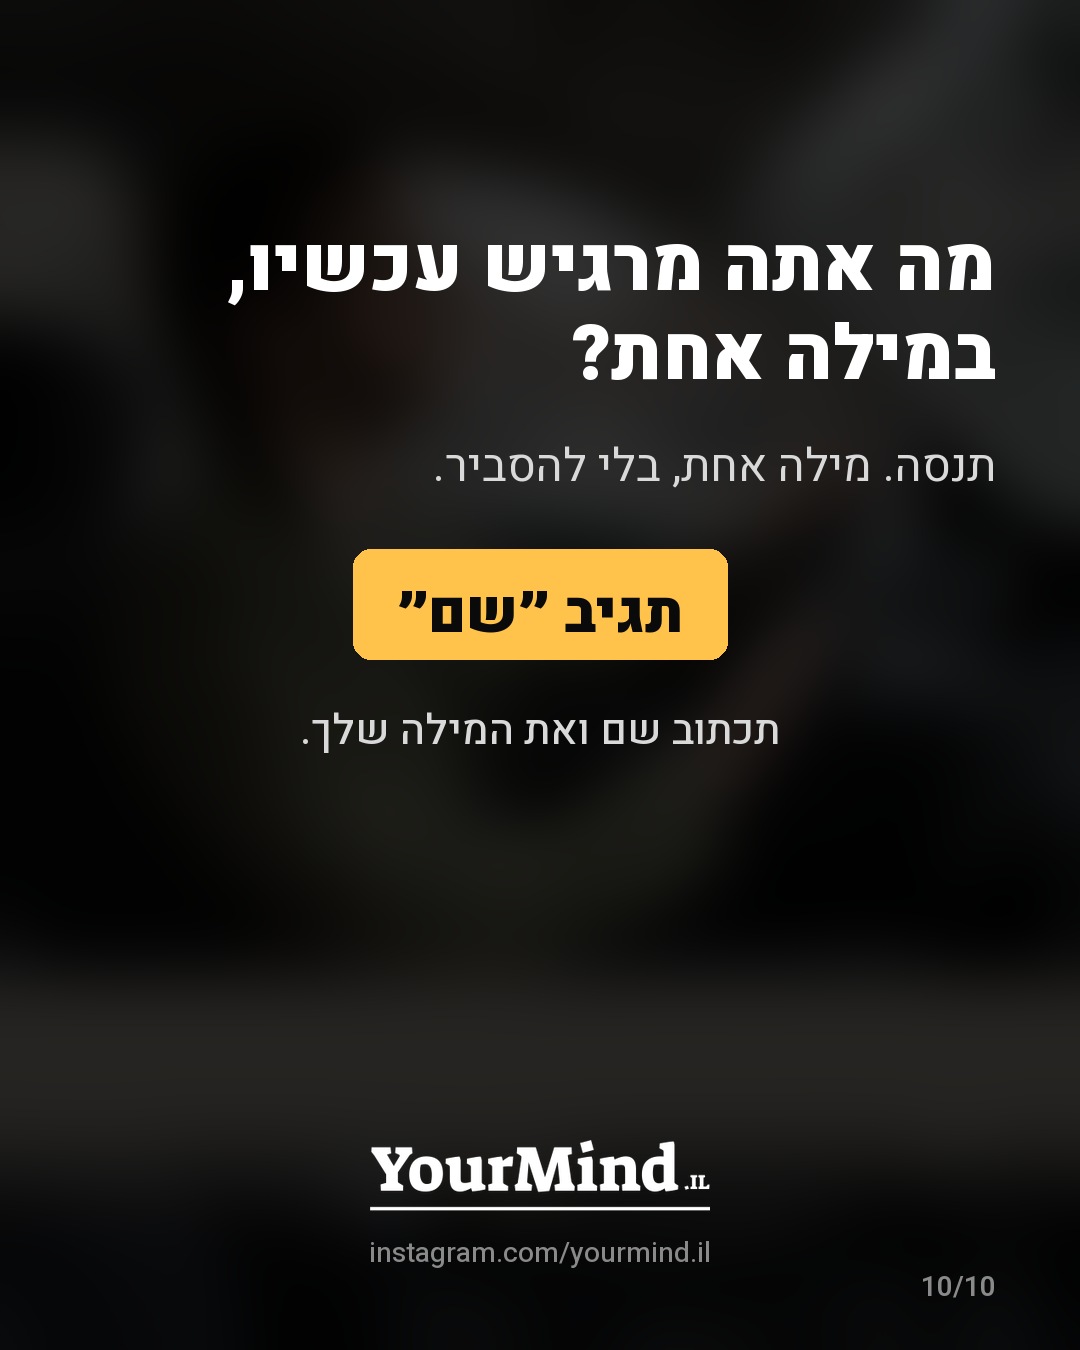 מה אתה מרגיש עכשיו,
במילה אחת?
תנסה. מילה אחת, בלי להסביר.
תגיב ”שם”
תכתוב שם ואת המילה שלך.
YourMind.IL
instagram.com/yourmind.il
10/10